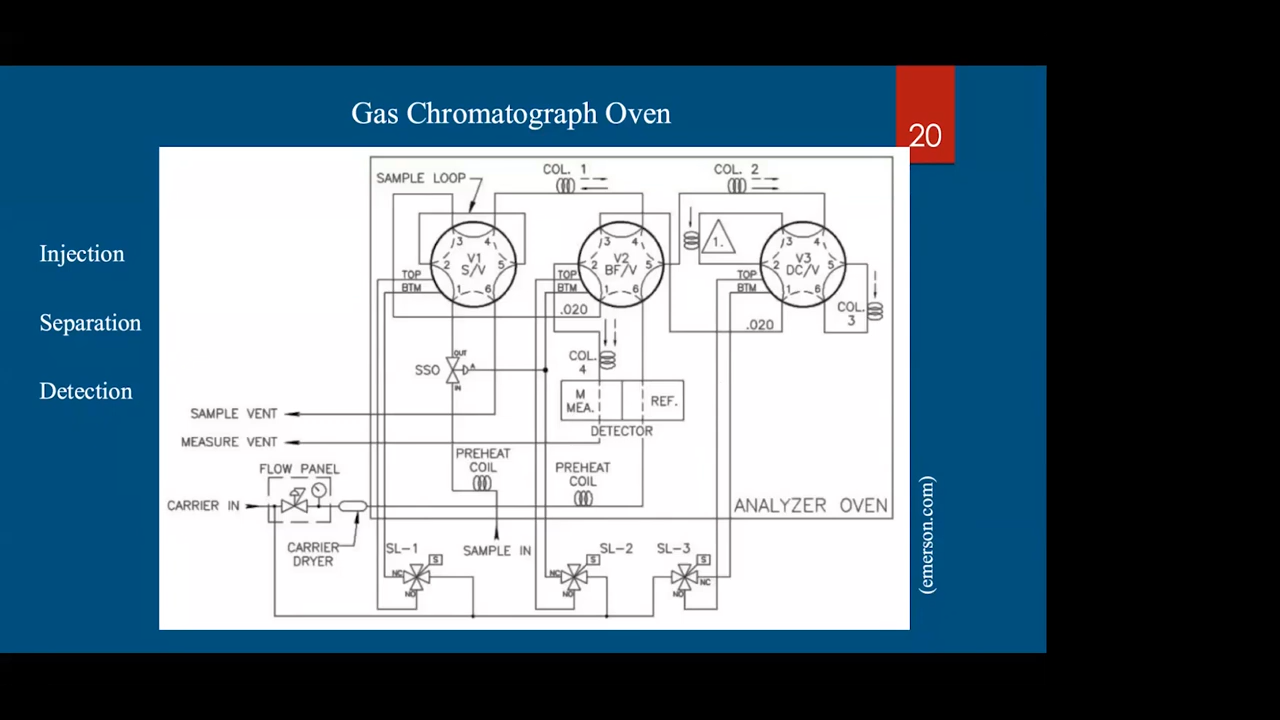 Gas Chromatograph Oven
20
Injection
Separation
Detection
SAMPLE LOOP
COL. 1
COL. 2
3 4
2 V1 5
S/V
1 6
3 4
2 V2 5
BF/V
1 6
1.
3 4
2 V3 5
DC/V
1 6
TOP
BTM
TOP
BTM
TOP
BTM
.020
.020
COL.
3
COL.
4
SSO
OUT
A
IN
M
MEA.
REF.
DETECTOR
SAMPLE VENT
MEASURE VENT
PREHEAT
COIL
PREHEAT
COIL
FLOW PANEL
CARRIER IN
ANALYZER OVEN
CARRIER
DRYER
SAMPLE IN
SL-1
S
NC
NO
SL-2
S
NC
NO
SL-3
S
NC
NO
(emerson.com)